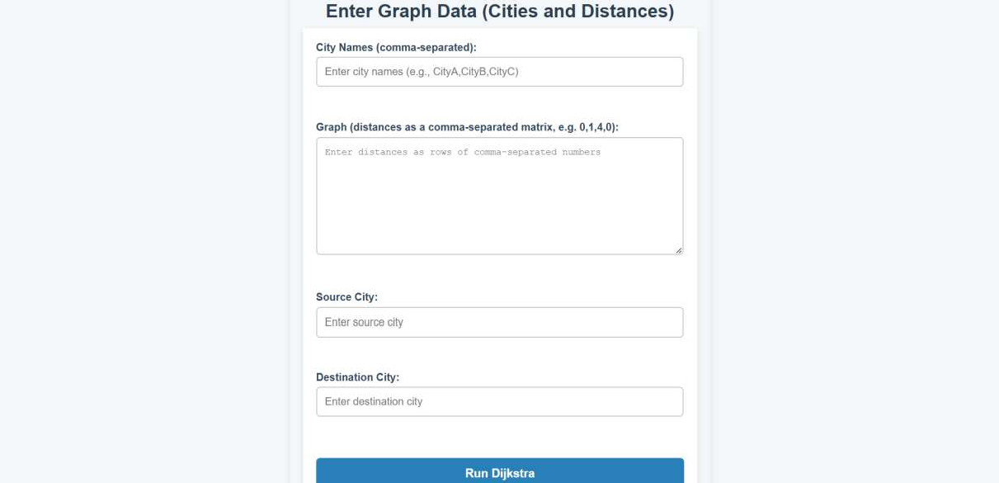 Enter Graph Data (Cities and Distances)
City Names (comma-separated):
Enter city names (e.g., CityA,CityB,CityC)
Graph (distances as a comma-separated matrix, e.g. 0,1,4,0):
Enter distances as rows of comma-separated numbers
Source City:
Enter source city
Destination City:
Enter destination city
Run Dijkstra